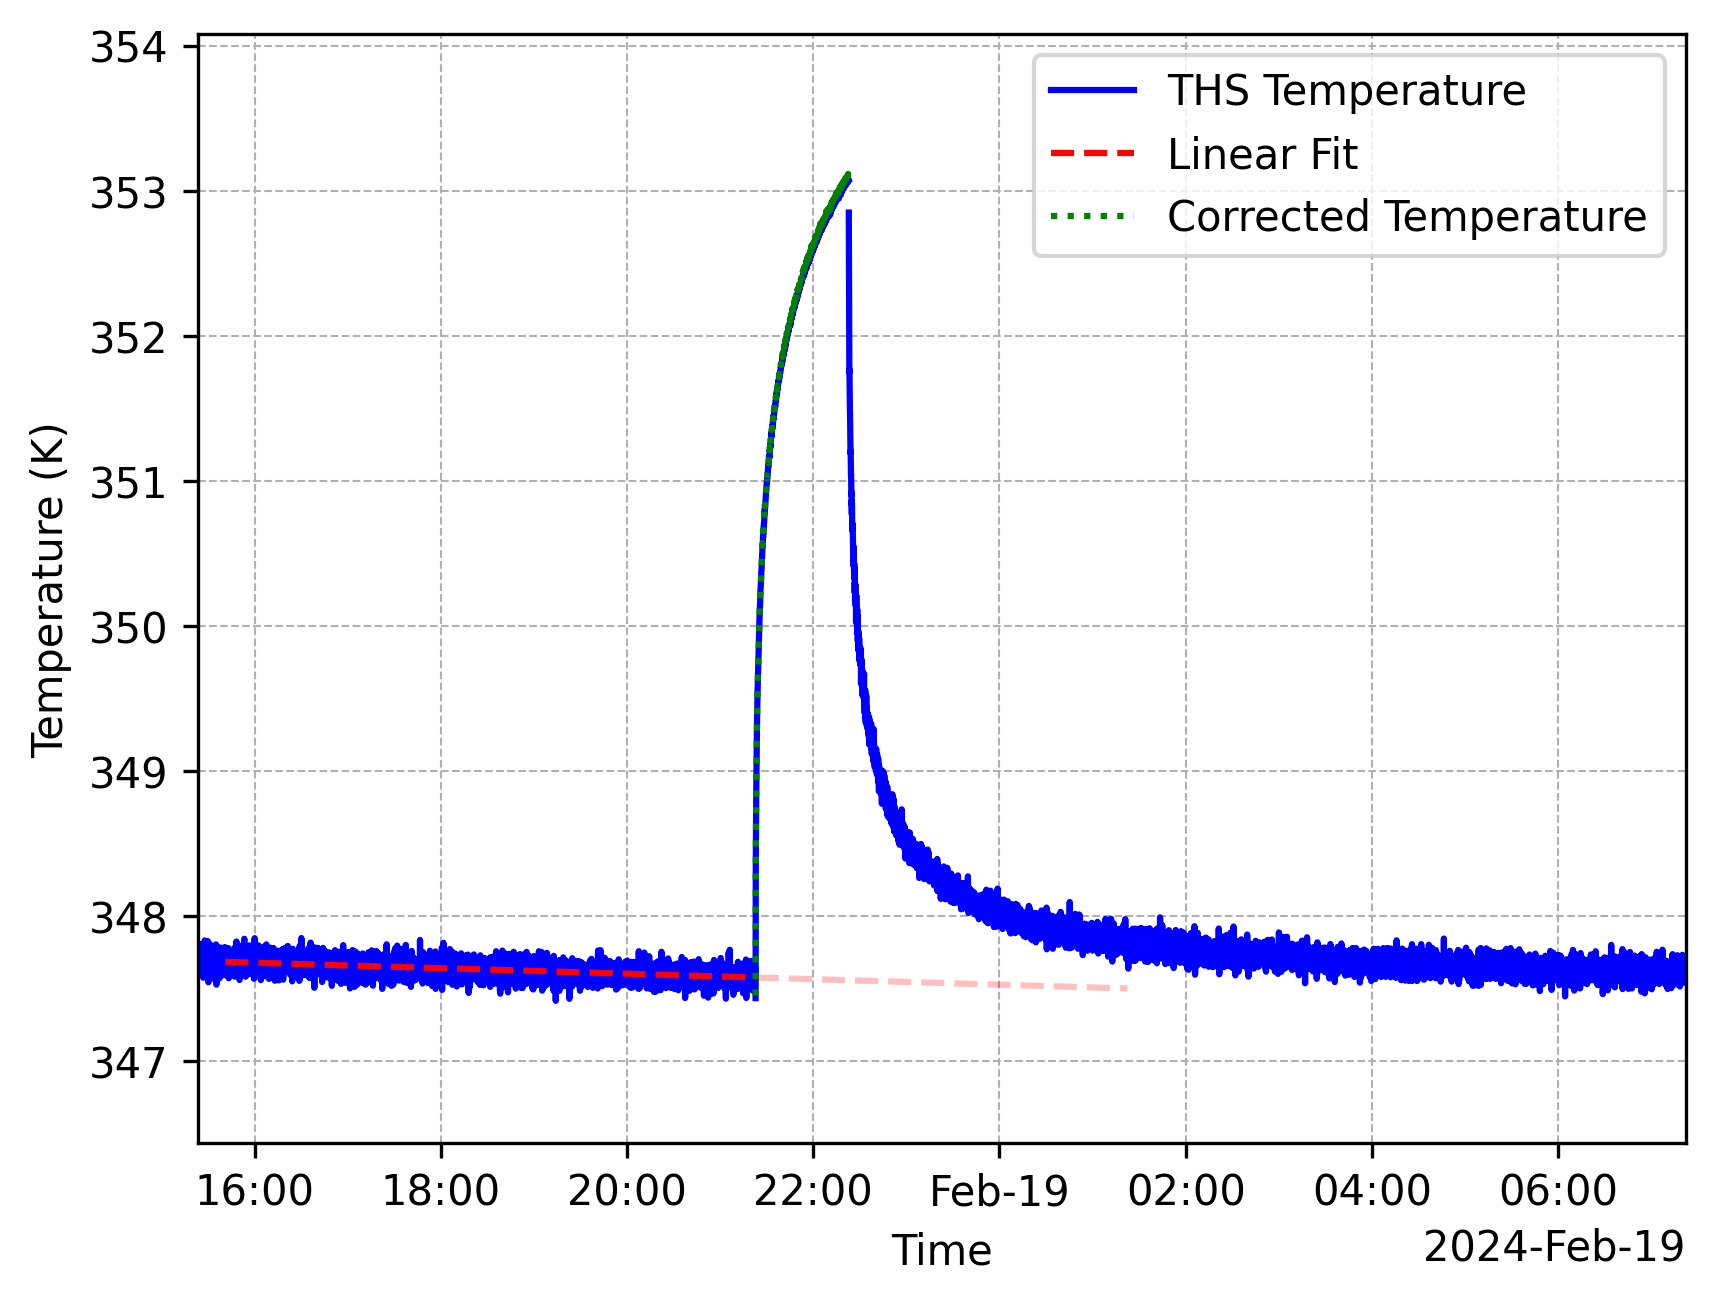 354
353
352
351
350
349
348
347
Temperature (K)
THS Temperature
Linear Fit
Corrected Temperature
16:00 18:00 20:00 22:00 Feb-19 02:00 04:00 06:00
Time
2024-Feb-19